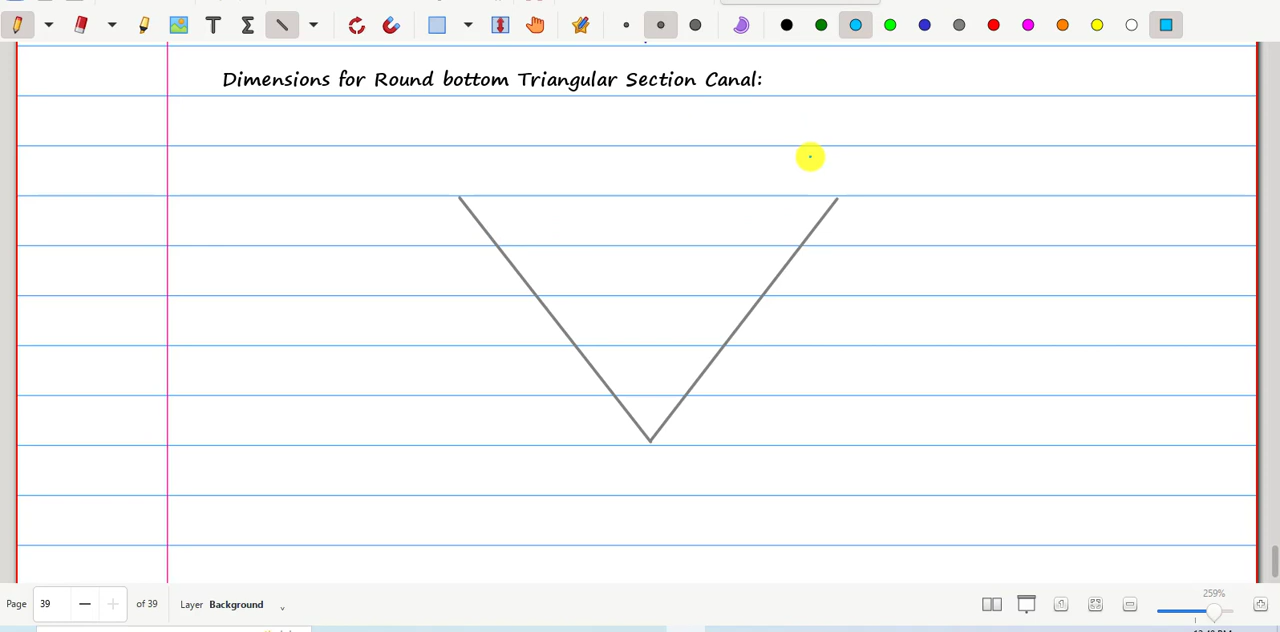 T Σ
Dimensions for Round bottom Triangular Section Canal:
Page 39 of 39 Layer Background 259%